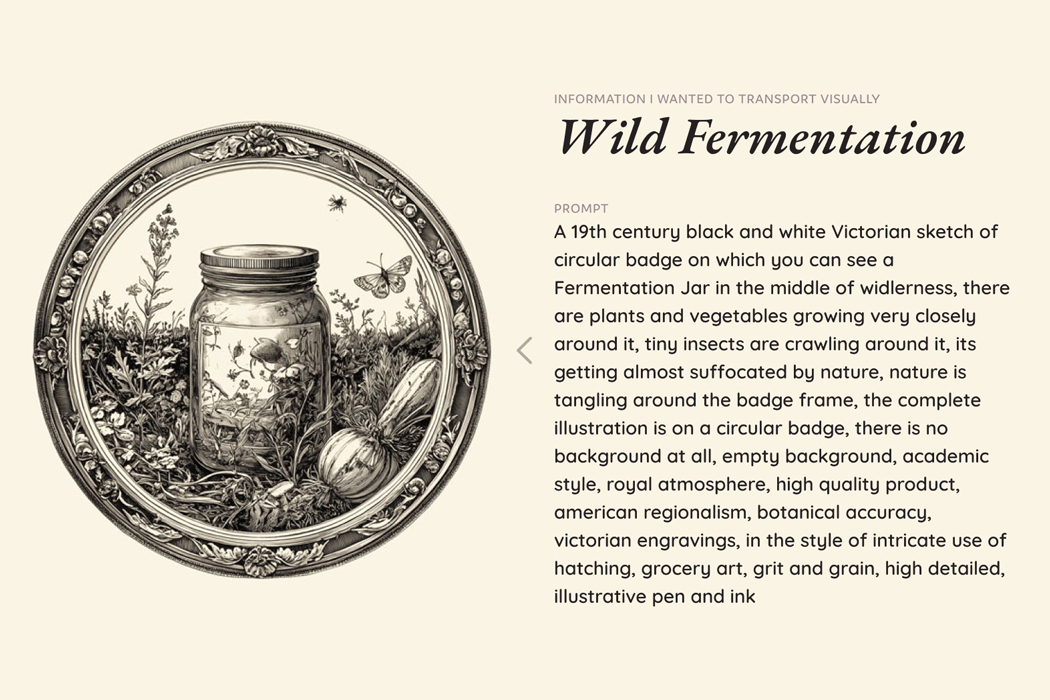 INFORMATION I WANTED TO TRANSPORT VISUALLY
Wild Fermentation
PROMPT
A 19th century black and white Victorian sketch of
circular badge on which you can see a
Fermentation Jar in the middle of widlerness, there
are plants and vegetables growing very closely
around it, tiny insects are crawling around it, its
getting almost suffocated by nature, nature is
tangling around the badge frame, the complete
illustration is on a circular badge, there is no
background at all, empty background, academic
style, royal atmosphere, high quality product,
american regionalism, botanical accuracy,
victorian engravings, in the style of intricate use of
hatching, grocery art, grit and grain, high detailed,
illustrative pen and ink